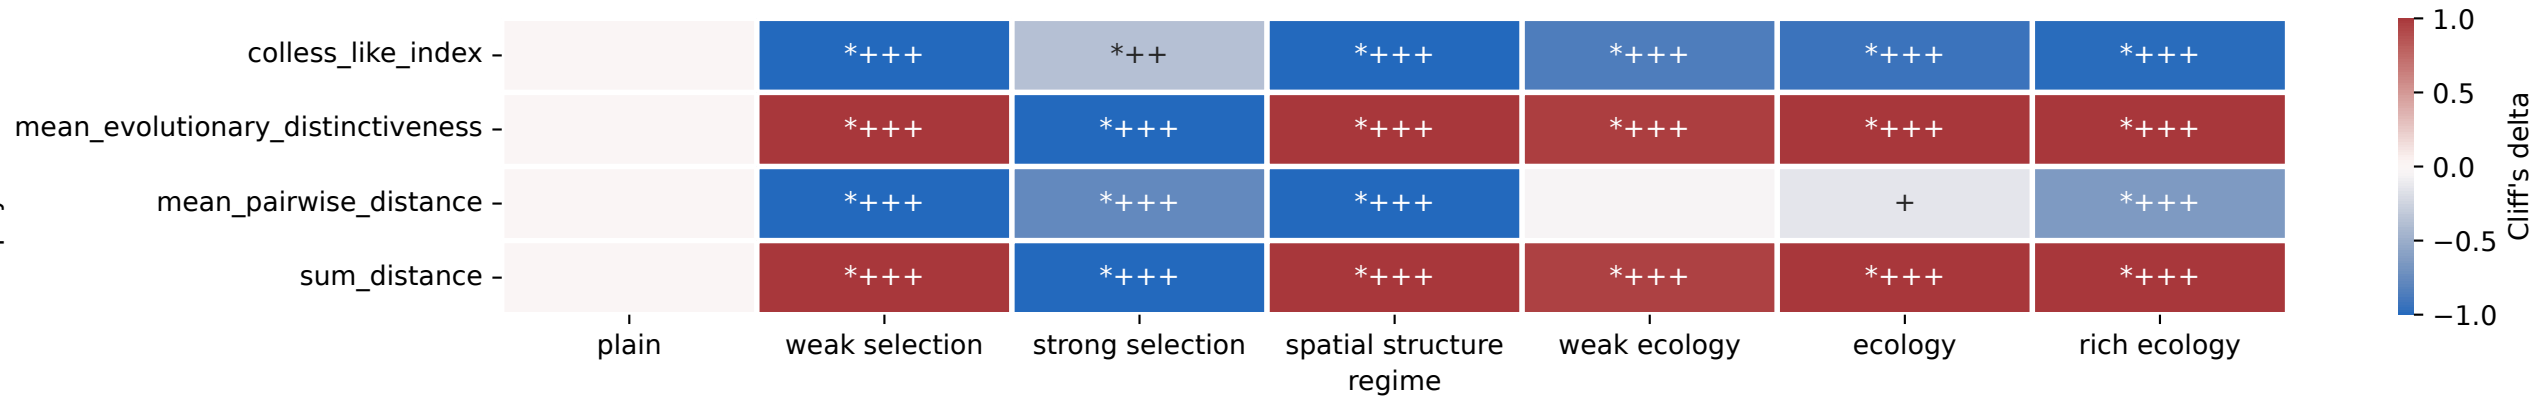 colless_like_index *+++ *++ *+++ *+++ *+++ *+++
mean_evolutionary_distinctiveness *+++ *+++ *+++ *+++ *+++ *+++
mean_pairwise_distance *+++ *+++ *+++ + *+++
sum_distance *+++ *+++ *+++ *+++ *+++ *+++
plain weak selection strong selection spatial structure weak ecology ecology rich ecology
regime
1.0
0.5
0.0
−0.5
−1.0
Cliff's delta